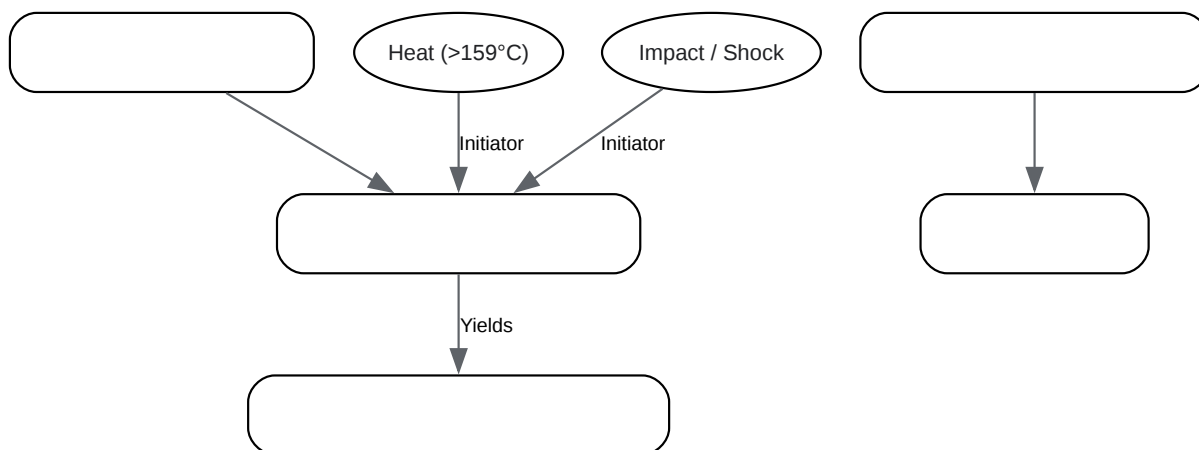 Heat (>159°C)
Impact / Shock
Initiator
Initiator
Yields